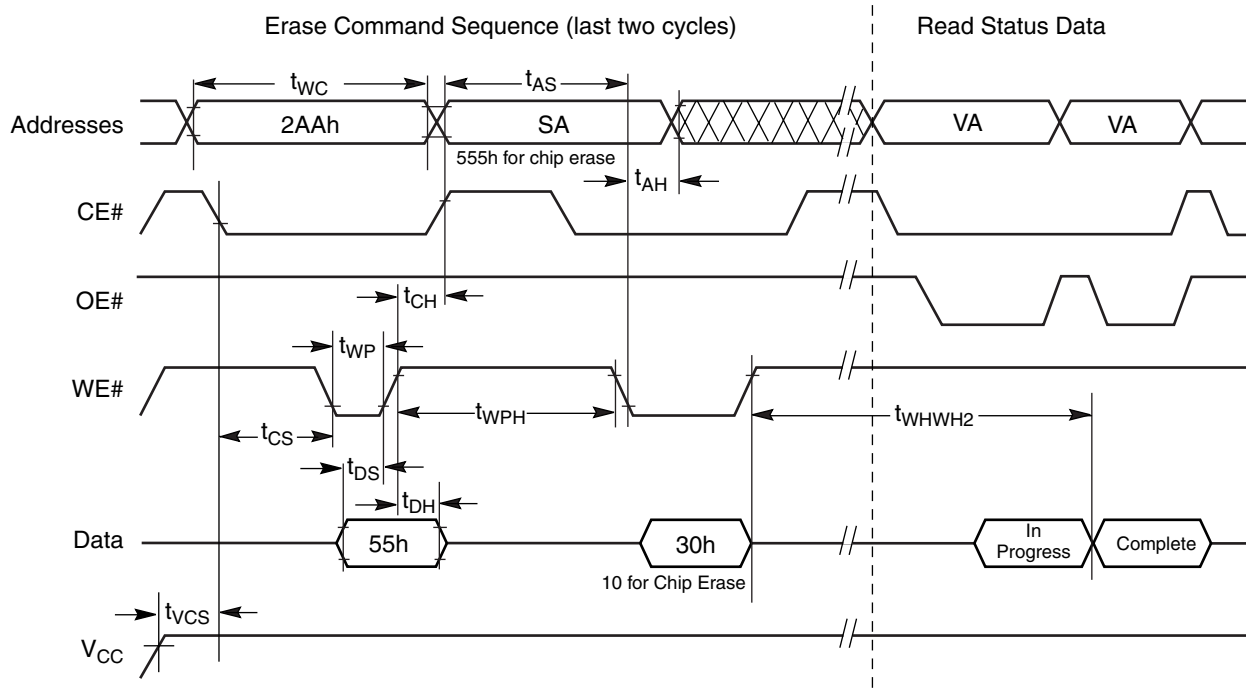 Erase Command Sequence (last two cycles)
Read Status Data
tWC
tAS
Addresses
2AAh
SA
VA
VA
555h for chip erase
tAH
CE#
OE#
tCH
tWP
WE#
tWPH
tWHWH2
tCS
tDS
tDH
Data
55h
30h
In
Progress
Complete
10 for Chip Erase
tVCS
VCC